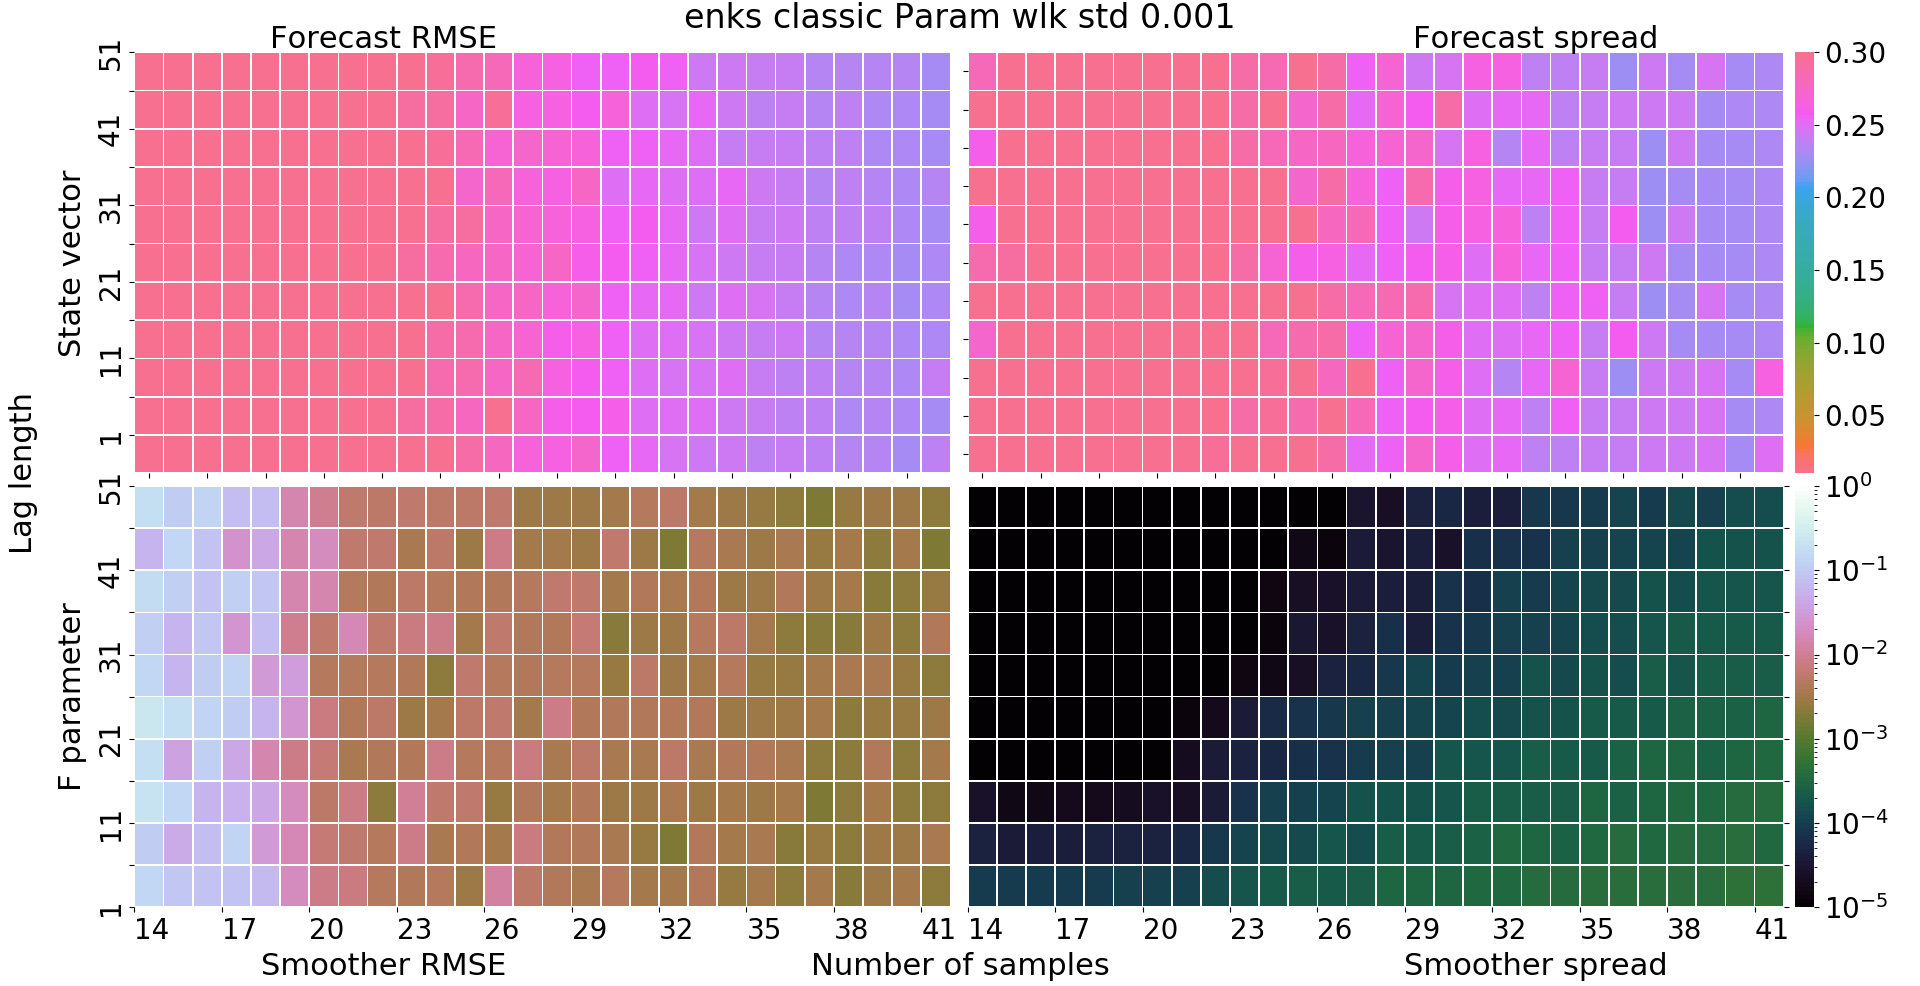 enks classic Param wlk std 0.001
Forecast RMSE
Forecast spread
Lag length
State vector
51
41
31
21
11
1
0.30
0.25
0.20
0.15
0.10
0.05
F parameter
51
41
31
21
11
1
10^0
10^-1
10^-2
10^-3
10^-4
10^-5
14 17 20 23 26 29 32 35 38 41
14 17 20 23 26 29 32 35 38 41
Smoother RMSE
Number of samples
Smoother spread